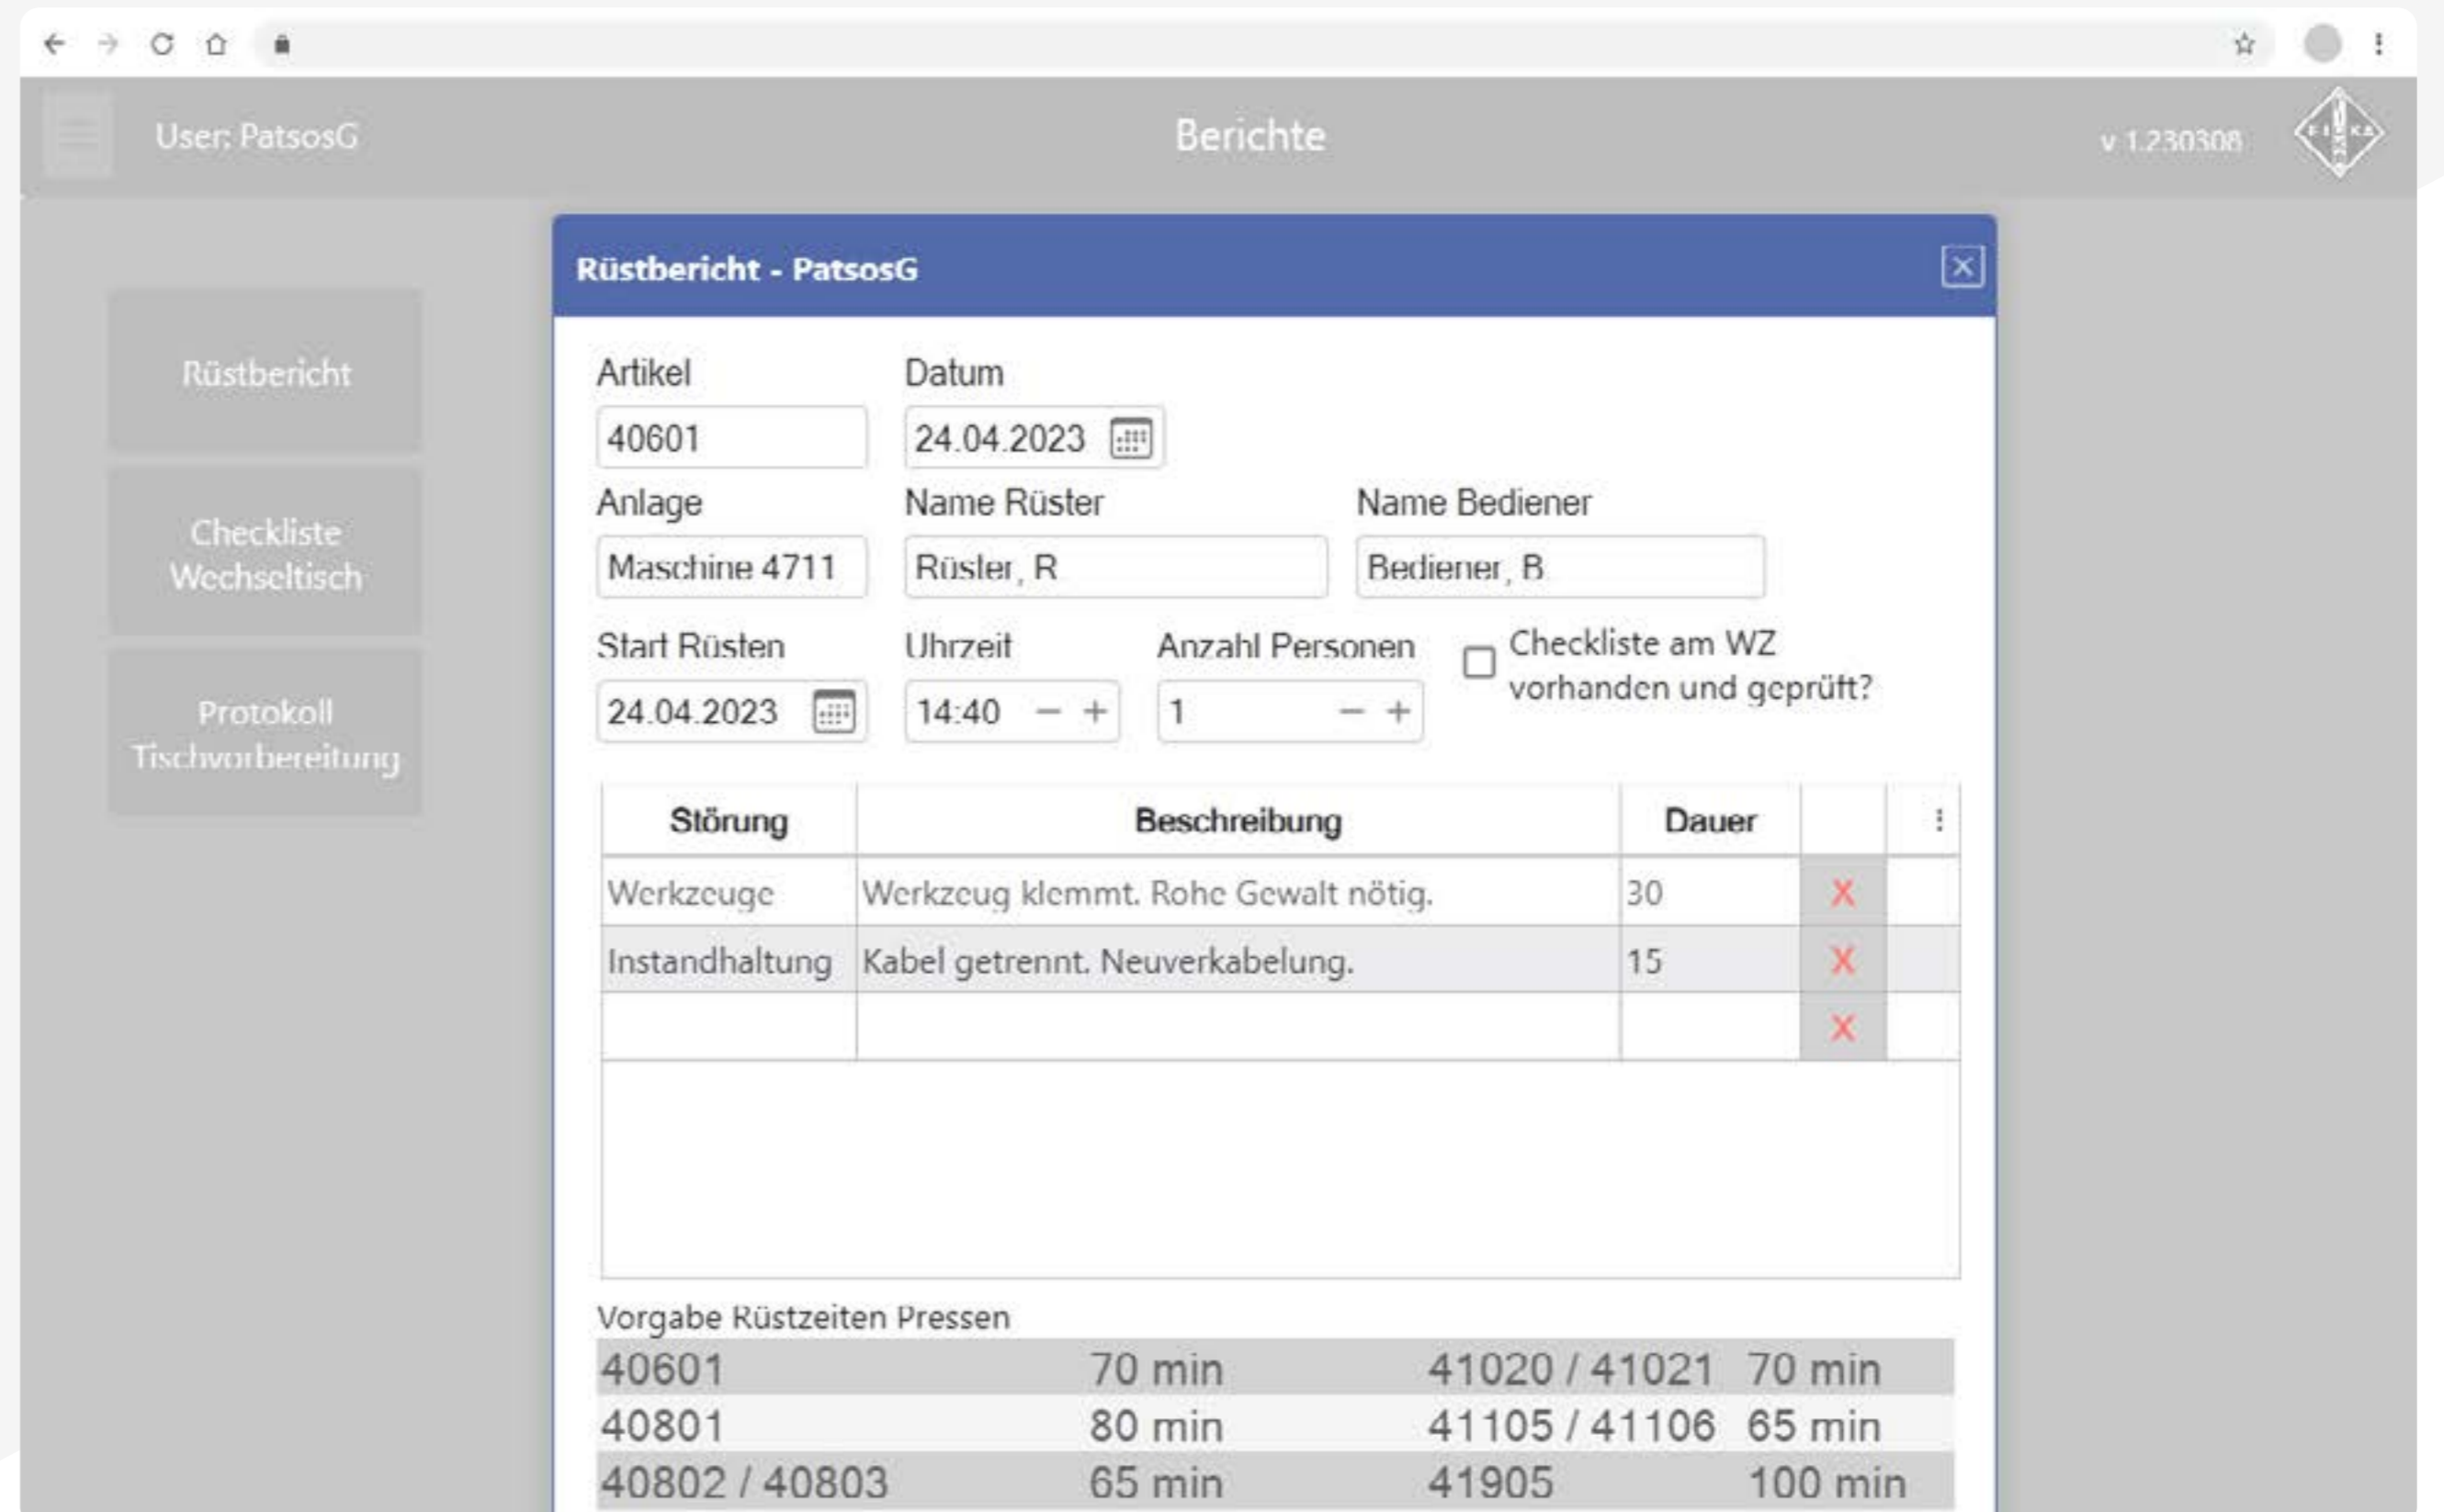 User: PatsosG
Berichte
v 1.230308
Rüstbericht
Checkliste
Wechseltisch
Protokoll
Tischvorbereitung
Rüstbericht - PatsosG
Artikel Datum
40601 24.04.2023
Anlage Name Rüster Name Bediener
Maschine 4711 Rüsler, R Bediener, B
Start Rüsten Uhrzeit Anzahl Personen Checkliste am WZ
vorhanden und geprüft?
24.04.2023 14:40 − + 1 − +
Störung Beschreibung Dauer
Werkzeuge Werkzeug klemmt. Rohe Gewalt nötig. 30 X
Instandhaltung Kabel getrennt. Neuverkabelung. 15 X
X
Vorgabe Rüstzeiten Pressen
40601 70 min 41020 / 41021 70 min
40801 80 min 41105 / 41106 65 min
40802 / 40803 65 min 41905 100 min